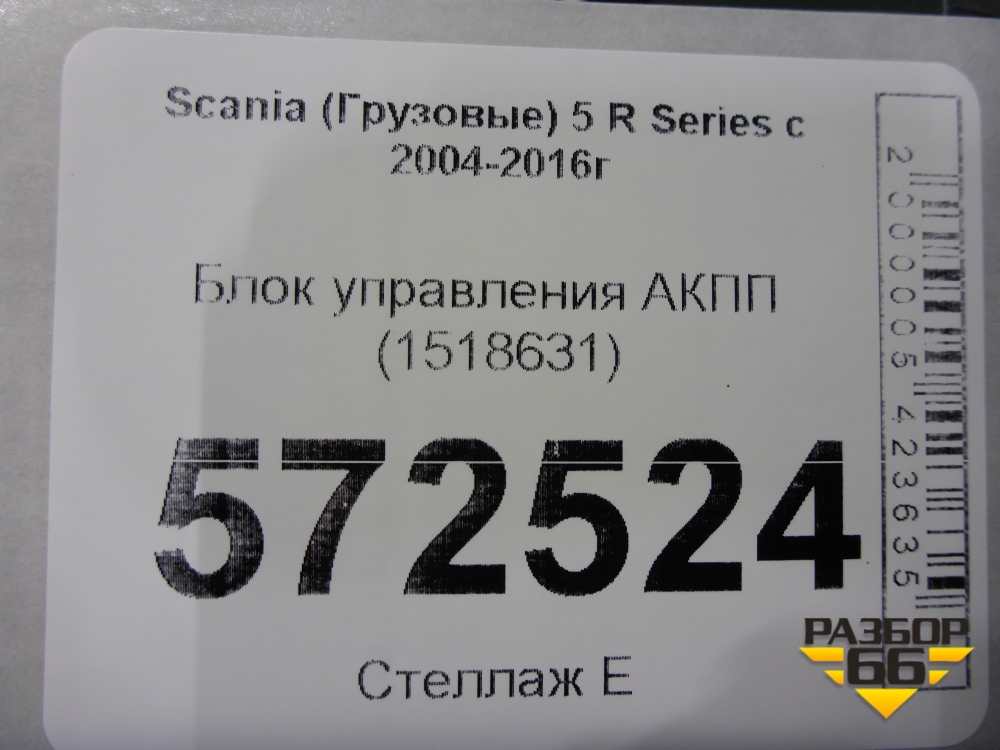 Scania (Грузовые) 5 R Series с
2004-2016г
Блок управления АКПП
(1518631)
572524
Стеллаж Е
2000005423635
РАЗБОР
66